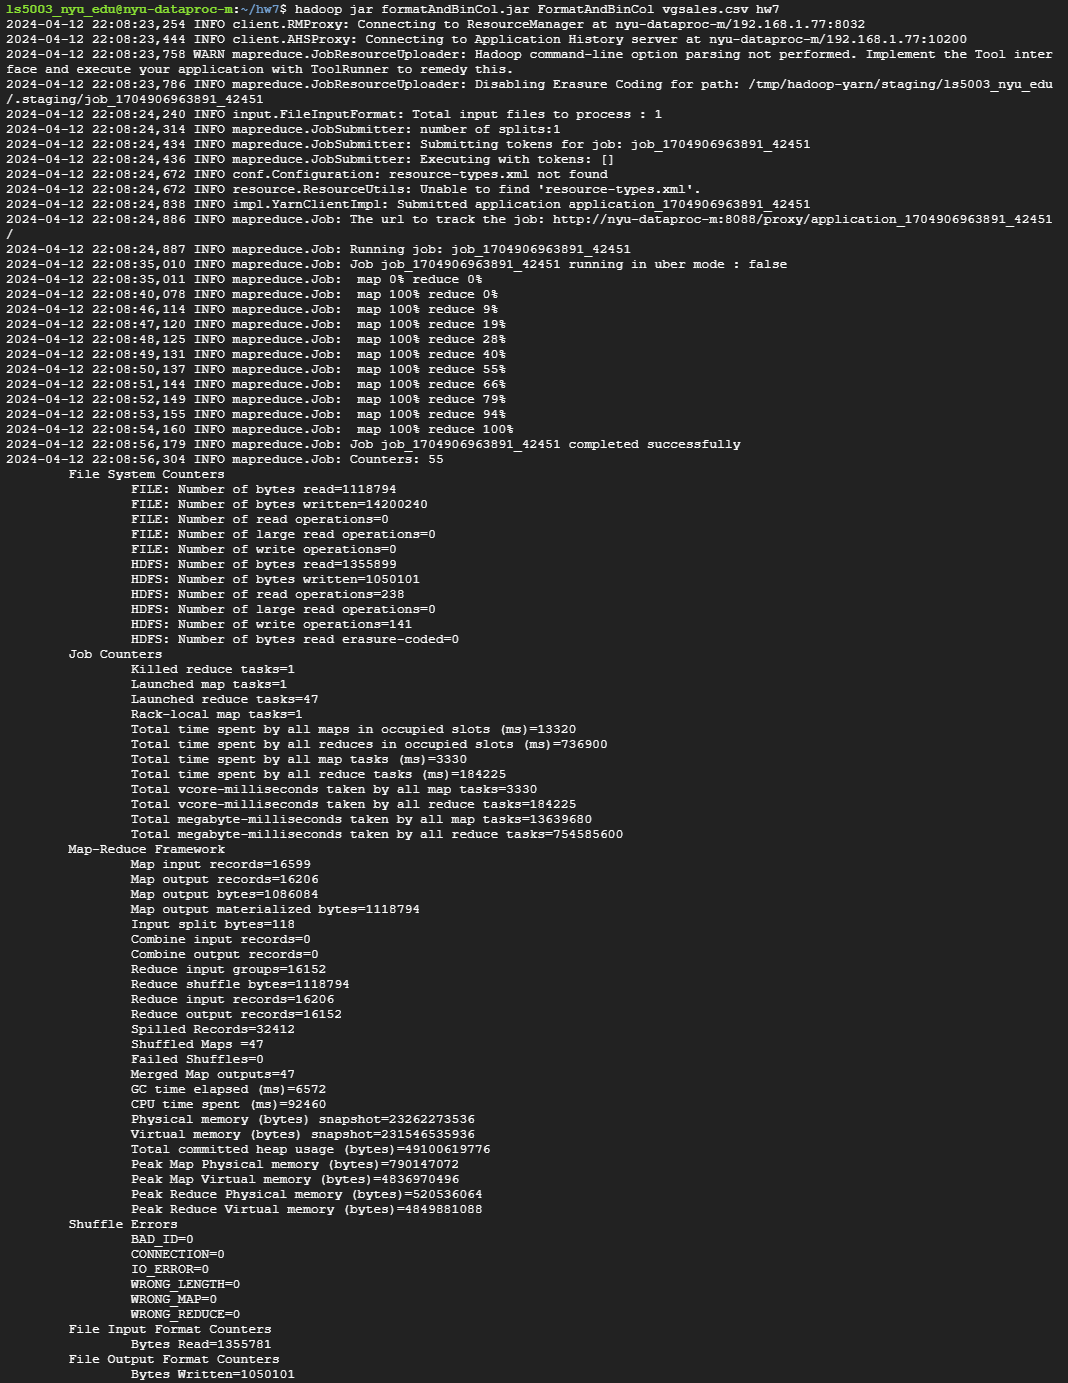 ls5003_nyu_edu@nyu-dataproc-m:~/hw7$ hadoop jar formatAndBinCol.jar FormatAndBinCol vgsales.csv hw7
2024-04-12 22:08:23,254 INFO client.RMProxy: Connecting to ResourceManager at nyu-dataproc-m/192.168.1.77:8032
2024-04-12 22:08:23,444 INFO client.AHSProxy: Connecting to Application History server at nyu-dataproc-m/192.168.1.77:10200
2024-04-12 22:08:23,758 WARN mapreduce.JobResourceUploader: Hadoop command-line option parsing not performed. Implement the Tool inter
face and execute your application with ToolRunner to remedy this.
2024-04-12 22:08:23,786 INFO mapreduce.JobResourceUploader: Disabling Erasure Coding for path: /tmp/hadoop-yarn/staging/ls5003_nyu_edu
/.staging/job_1704906963891_42451
2024-04-12 22:08:24,240 INFO input.FileInputFormat: Total input files to process : 1
2024-04-12 22:08:24,314 INFO mapreduce.JobSubmitter: number of splits:1
2024-04-12 22:08:24,434 INFO mapreduce.JobSubmitter: Submitting tokens for job: job_1704906963891_42451
2024-04-12 22:08:24,436 INFO mapreduce.JobSubmitter: Executing with tokens: []
2024-04-12 22:08:24,672 INFO conf.Configuration: resource-types.xml not found
2024-04-12 22:08:24,672 INFO resource.ResourceUtils: Unable to find 'resource-types.xml'.
2024-04-12 22:08:24,838 INFO impl.YarnClientImpl: Submitted application application_1704906963891_42451
2024-04-12 22:08:24,886 INFO mapreduce.Job: The url to track the job: http://nyu-dataproc-m:8088/proxy/application_1704906963891_42451
/
2024-04-12 22:08:24,887 INFO mapreduce.Job: Running job: job_1704906963891_42451
2024-04-12 22:08:35,010 INFO mapreduce.Job: Job job_1704906963891_42451 running in uber mode : false
2024-04-12 22:08:35,011 INFO mapreduce.Job:  map 0% reduce 0%
2024-04-12 22:08:40,078 INFO mapreduce.Job:  map 100% reduce 0%
2024-04-12 22:08:46,114 INFO mapreduce.Job:  map 100% reduce 9%
2024-04-12 22:08:47,120 INFO mapreduce.Job:  map 100% reduce 19%
2024-04-12 22:08:48,125 INFO mapreduce.Job:  map 100% reduce 28%
2024-04-12 22:08:49,131 INFO mapreduce.Job:  map 100% reduce 40%
2024-04-12 22:08:50,137 INFO mapreduce.Job:  map 100% reduce 55%
2024-04-12 22:08:51,144 INFO mapreduce.Job:  map 100% reduce 66%
2024-04-12 22:08:52,149 INFO mapreduce.Job:  map 100% reduce 79%
2024-04-12 22:08:53,155 INFO mapreduce.Job:  map 100% reduce 94%
2024-04-12 22:08:54,160 INFO mapreduce.Job:  map 100% reduce 100%
2024-04-12 22:08:56,179 INFO mapreduce.Job: Job job_1704906963891_42451 completed successfully
2024-04-12 22:08:56,304 INFO mapreduce.Job: Counters: 55
File System Counters
FILE: Number of bytes read=1118794
FILE: Number of bytes written=14200240
FILE: Number of read operations=0
FILE: Number of large read operations=0
FILE: Number of write operations=0
HDFS: Number of bytes read=1355899
HDFS: Number of bytes written=1050101
HDFS: Number of read operations=238
HDFS: Number of large read operations=0
HDFS: Number of write operations=141
HDFS: Number of bytes read erasure-coded=0
Job Counters
Killed reduce tasks=1
Launched map tasks=1
Launched reduce tasks=47
Rack-local map tasks=1
Total time spent by all maps in occupied slots (ms)=13320
Total time spent by all reduces in occupied slots (ms)=736900
Total time spent by all map tasks (ms)=3330
Total time spent by all reduce tasks (ms)=184225
Total vcore-milliseconds taken by all map tasks=3330
Total vcore-milliseconds taken by all reduce tasks=184225
Total megabyte-milliseconds taken by all map tasks=13639680
Total megabyte-milliseconds taken by all reduce tasks=754585600
Map-Reduce Framework
Map input records=16599
Map output records=16206
Map output bytes=1086084
Map output materialized bytes=1118794
Input split bytes=118
Combine input records=0
Combine output records=0
Reduce input groups=16152
Reduce shuffle bytes=1118794
Reduce input records=16206
Reduce output records=16152
Spilled Records=32412
Shuffled Maps =47
Failed Shuffles=0
Merged Map outputs=47
GC time elapsed (ms)=6572
CPU time spent (ms)=92460
Physical memory (bytes) snapshot=23262273536
Virtual memory (bytes) snapshot=231546535936
Total committed heap usage (bytes)=49100619776
Peak Map Physical memory (bytes)=790147072
Peak Map Virtual memory (bytes)=4836970496
Peak Reduce Physical memory (bytes)=520536064
Peak Reduce Virtual memory (bytes)=4849881088
Shuffle Errors
BAD_ID=0
CONNECTION=0
IO_ERROR=0
WRONG_LENGTH=0
WRONG_MAP=0
WRONG_REDUCE=0
File Input Format Counters
Bytes Read=1355781
File Output Format Counters
Bytes Written=1050101